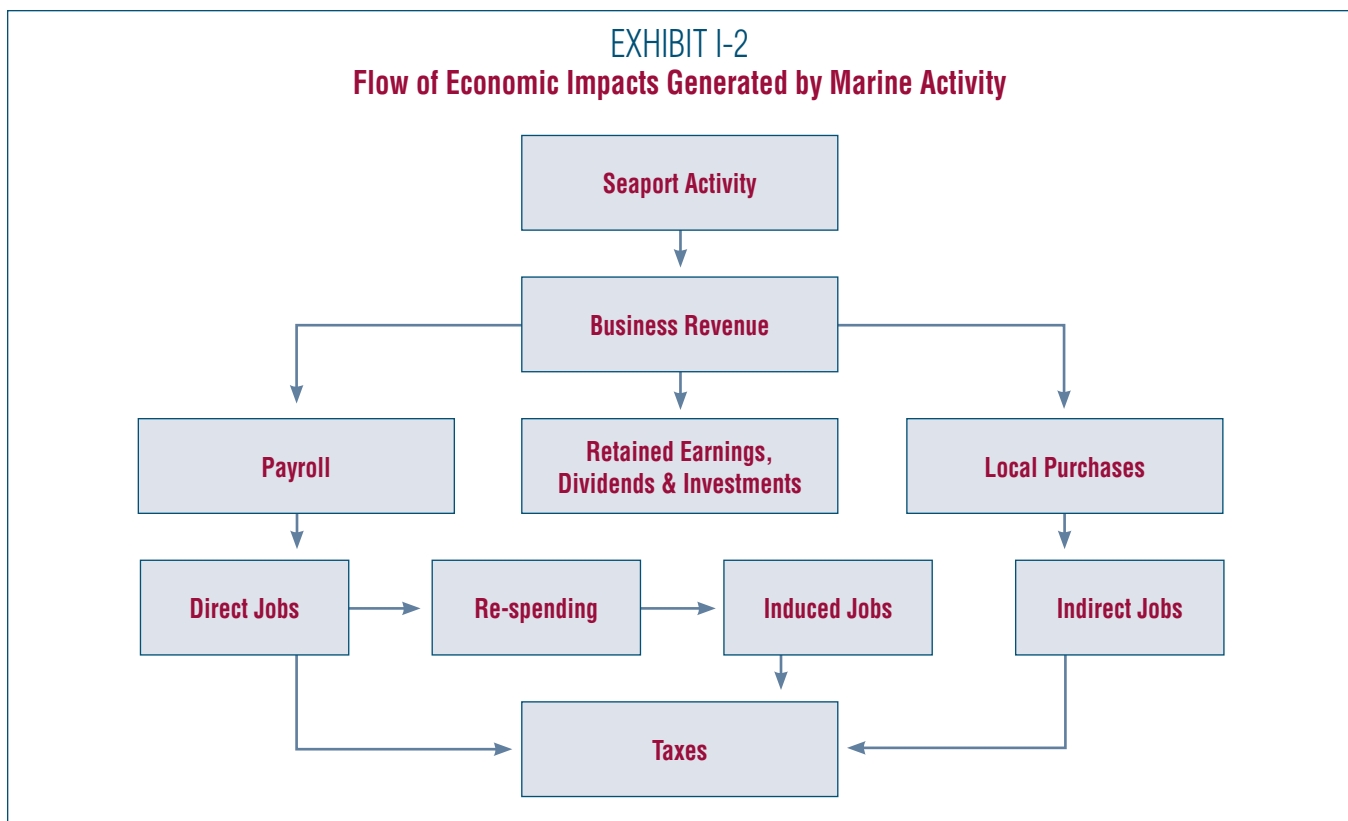 EXHIBIT I-2
Flow of Economic Impacts Generated by Marine Activity
Seaport Activity
Business Revenue
Payroll
Retained Earnings,
Dividends & Investments
Local Purchases
Direct Jobs
Re-spending
Induced Jobs
Indirect Jobs
Taxes